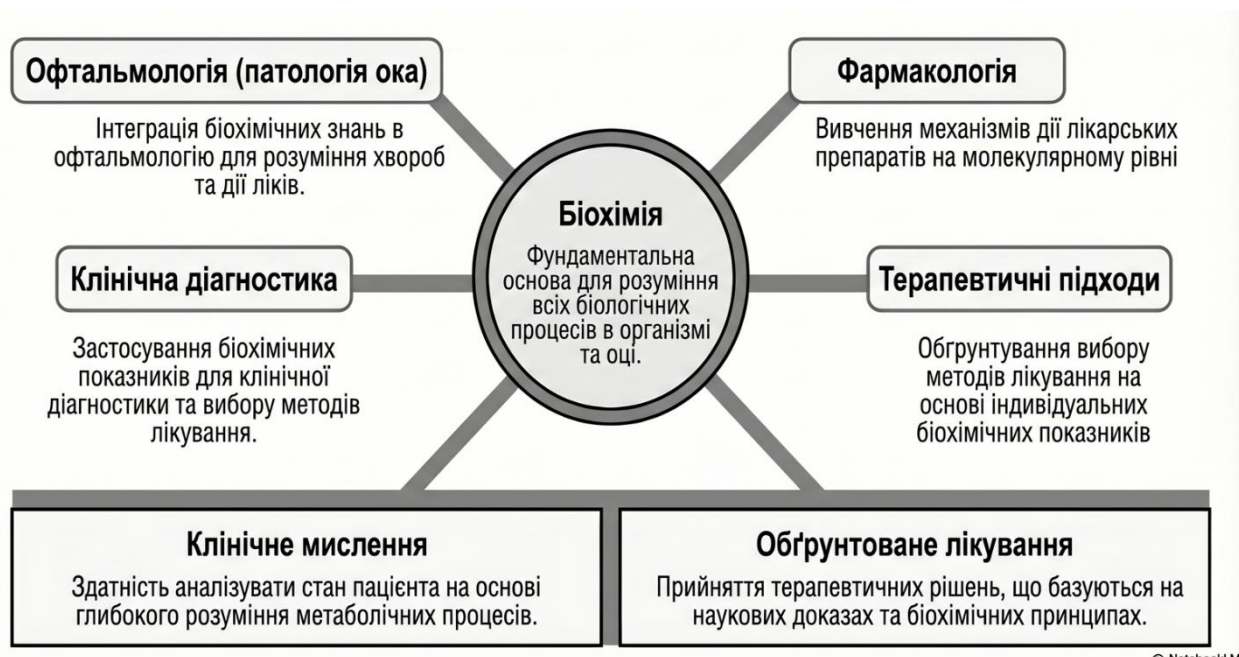 Офтальмологія (патологія ока)
Інтеграція біохімічних знань в
офтальмологію для розуміння хвороб
та дії ліків.
Фармакологія
Вивчення механізмів дії лікарських
препаратів на молекулярному рівні
Біохімія
Фундаментальна
основа для розуміння
всіх біологічних
процесів в організмі
та оці.
Клінічна діагностика
Застосування біохімічних
показників для клінічної
діагностики та вибору методів
лікування.
Терапевтичні підходи
Обгрунтування вибору
методів лікування на
основі індивідуальних
біохімічних показників
Клінічне мислення
Здатність аналізувати стан пацієнта на основі
глибокого розуміння метаболічних процесів.
Обґрунтоване лікування
Прийняття терапевтичних рішень, що базуються на
наукових доказах та біохімічних принципах.